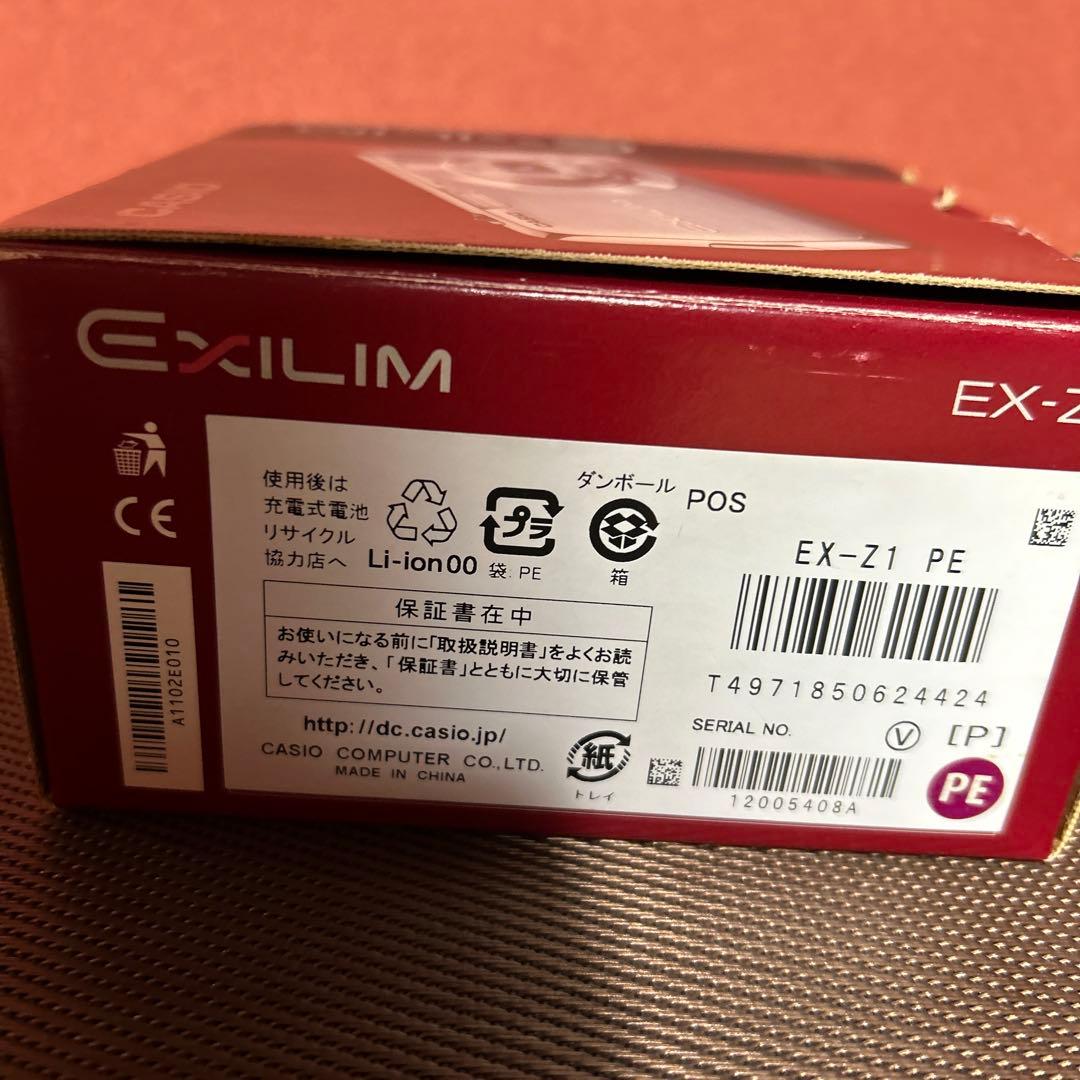 CASIO
EXILIM
EX-Z
使用後は
充電式電池
リサイクル
協力店へ
Li-ion00
プラ
袋:PE
ダンボール
箱
POS
EX-Z1 PE
T4971850624424
保証書在中
お使いになる前に「取扱説明書」をよくお読
みいただき、「保証書」とともに大切に保管
してください。
http://dc.casio.jp/
CASIO COMPUTER CO.,LTD.
MADE IN CHINA
紙
トレイ
SERIAL NO.
V [P]
12005408A
PE
A1102E010
CE